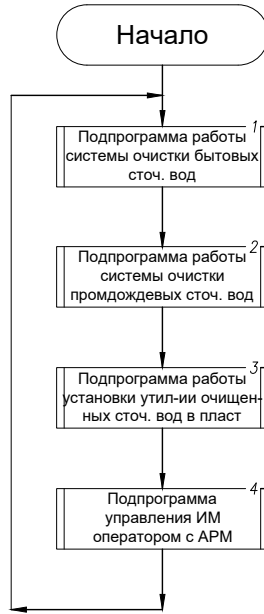 Начало
1
Подпрограмма работы
системы очистки бытовых
сточ. вод
2
Подпрограмма работы
системы очистки
промдождевых сточ. вод
3
Подпрограмма работы
установки утил-ии очищен-
ных сточ. вод в пласт
4
Подпрограмма
управления ИМ
оператором с АРМ